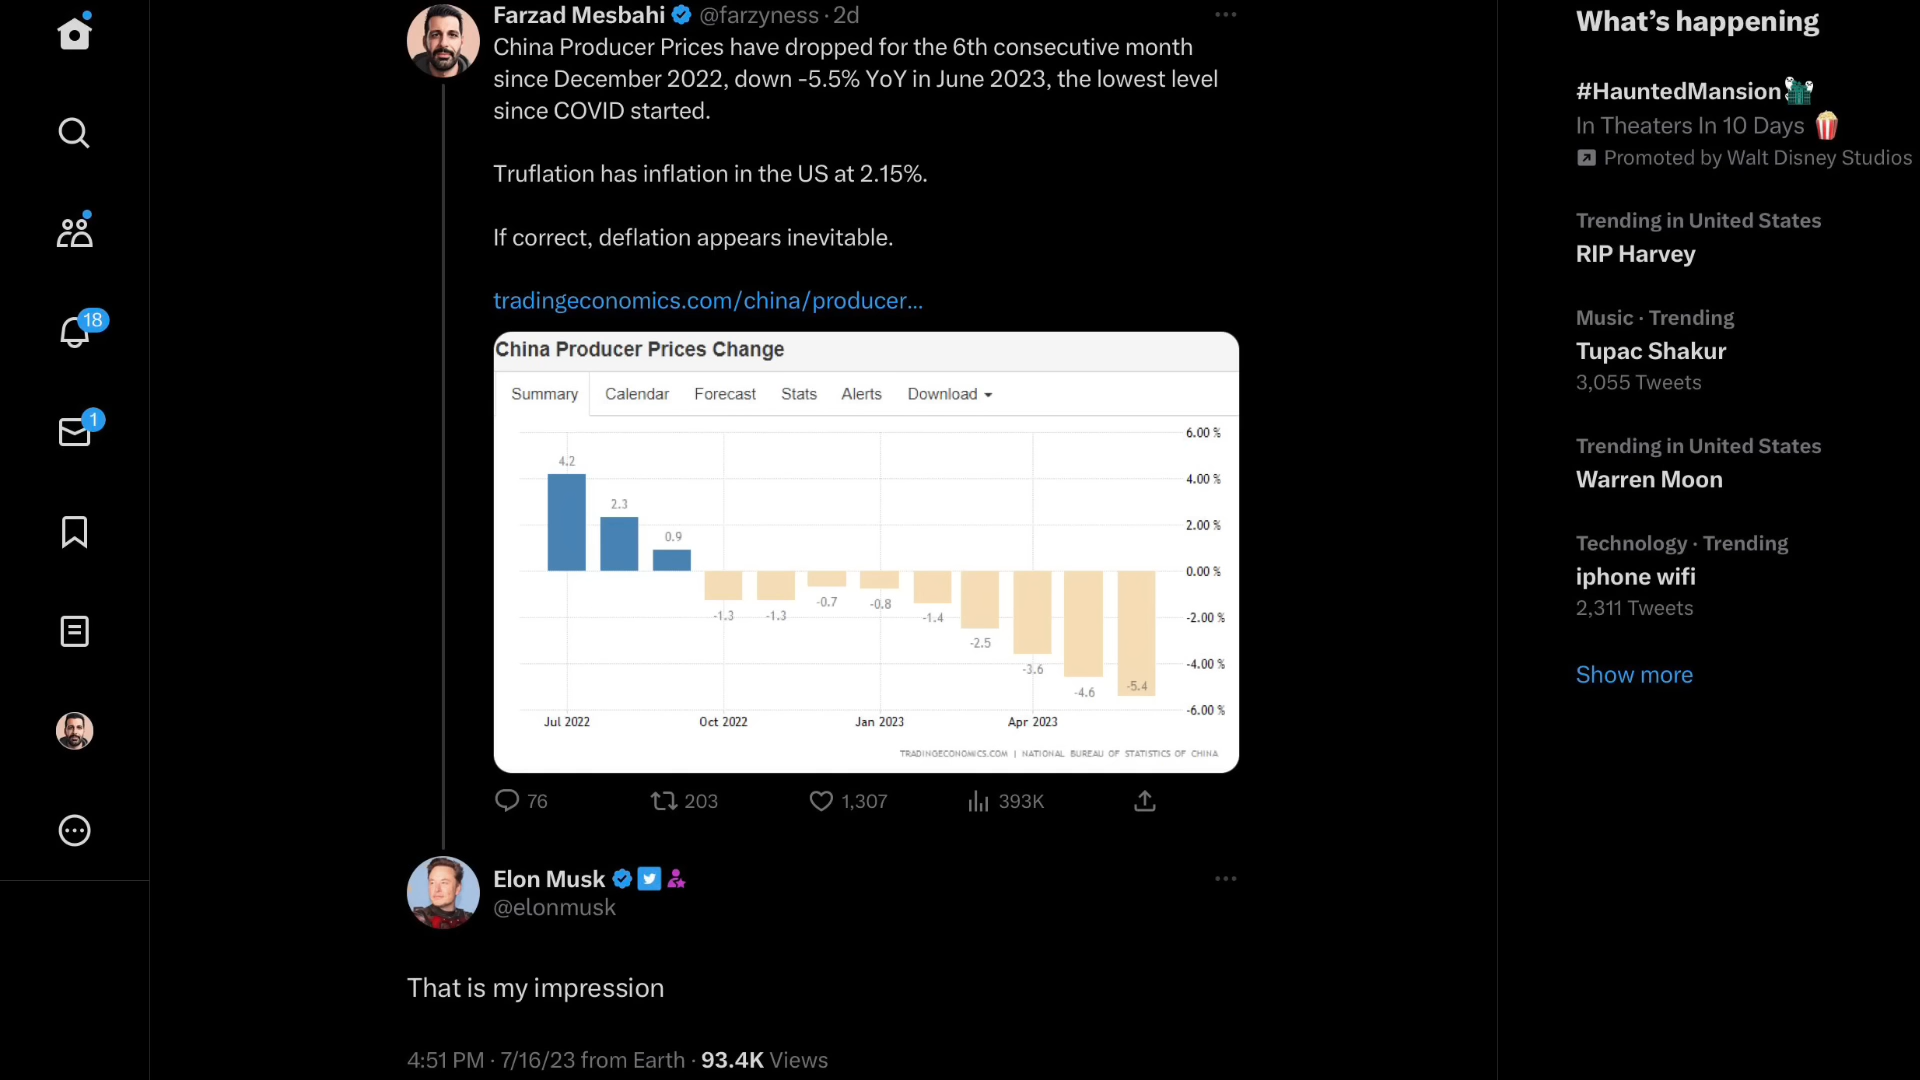 Farzad Mesbahi @farzyness · 2d
China Producer Prices have dropped for the 6th consecutive month
since December 2022, down -5.5% YoY in June 2023, the lowest level
since COVID started.
Truflation has inflation in the US at 2.15%.
If correct, deflation appears inevitable.
tradingeconomics.com/china/producer...
China Producer Prices Change
Summary Calendar Forecast Stats Alerts Download
6.00 %
4.00 %
2.00 %
0.00 %
-2.00 %
-4.00 %
-6.00 %
4.2
2.3
0.9
-1.3
-1.3
-0.7
-0.8
-1.4
-2.5
-3.6
-4.6
-5.4
Jul 2022 Oct 2022 Jan 2023 Apr 2023
TRADINGECONOMICS.COM | NATIONAL BUREAU OF STATISTICS OF CHINA
76 203 1,307 393K
Elon Musk
@elonmusk
That is my impression
4:51 PM · 7/16/23 from Earth · 93.4K Views
18
1
What's happening
#HauntedMansion
In Theaters In 10 Days
Promoted by Walt Disney Studios
Trending in United States
RIP Harvey
Music · Trending
Tupac Shakur
3,055 Tweets
Trending in United States
Warren Moon
Technology · Trending
iphone wifi
2,311 Tweets
Show more